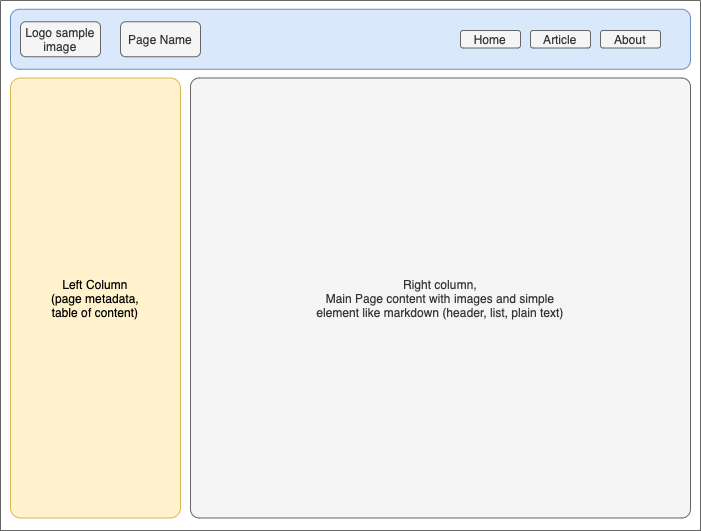 Logo sample
image
Page Name
Home
Article
About
Left Column
(page metadata,
table of content)
Right column,
Main Page content with images and simple
element like markdown (header, list, plain text)